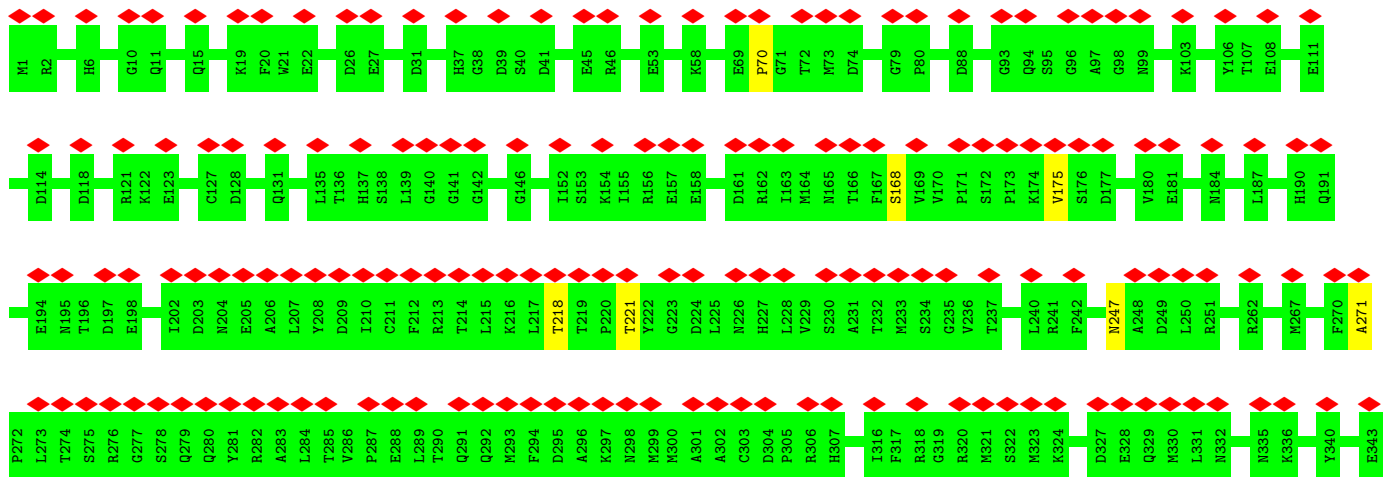 M1 R2 H6 G10 Q11 Q15 K19 F20 W21 E22 D26 E27 D31 H37 G38 D39 S40 D41 E45 R46 E53 K58 E69 P70 G71 T72 M73 D74 G79 P80 D88 G93 Q94 S95 G96 A97 G98 N99 K103 Y106 T107 E108 E111
D114 D118 R121 K122 E123 C127 D128 Q131 L135 T136 H137 S138 L139 G140 G141 G142 G146 I152 S153 K154 I155 R156 E157 E158 D161 R162 I163 M164 N165 T166 F167 S168 V169 V170 P171 S172 P173 K174 V175 S176 D177 V180 E181 N184 L187 H190 Q191
E194 N195 T196 D197 E198 I202 D203 N204 E205 A206 L207 Y208 D209 I210 C211 F212 R213 T214 L215 K216 L217 T218 T219 P220 T221 Y222 G223 D224 L225 N226 H227 L228 V229 S230 A231 T232 M233 S234 G235 V236 T237 L240 R241 F242 N247 A248 D249 L250 R251 R262 M267 F270 A271
P272 L273 T274 S275 R276 G277 S278 Q279 Q280 Y281 R282 A283 L284 T285 V286 P287 E288 L289 T290 Q291 Q292 M293 F294 D295 A296 K297 N298 M299 M300 A301 A302 C303 D304 P305 R306 H307 I316 F317 R318 G319 R320 M321 S322 M323 K324 D327 E328 Q329 M330 L331 N332 N335 K336 Y340 E343